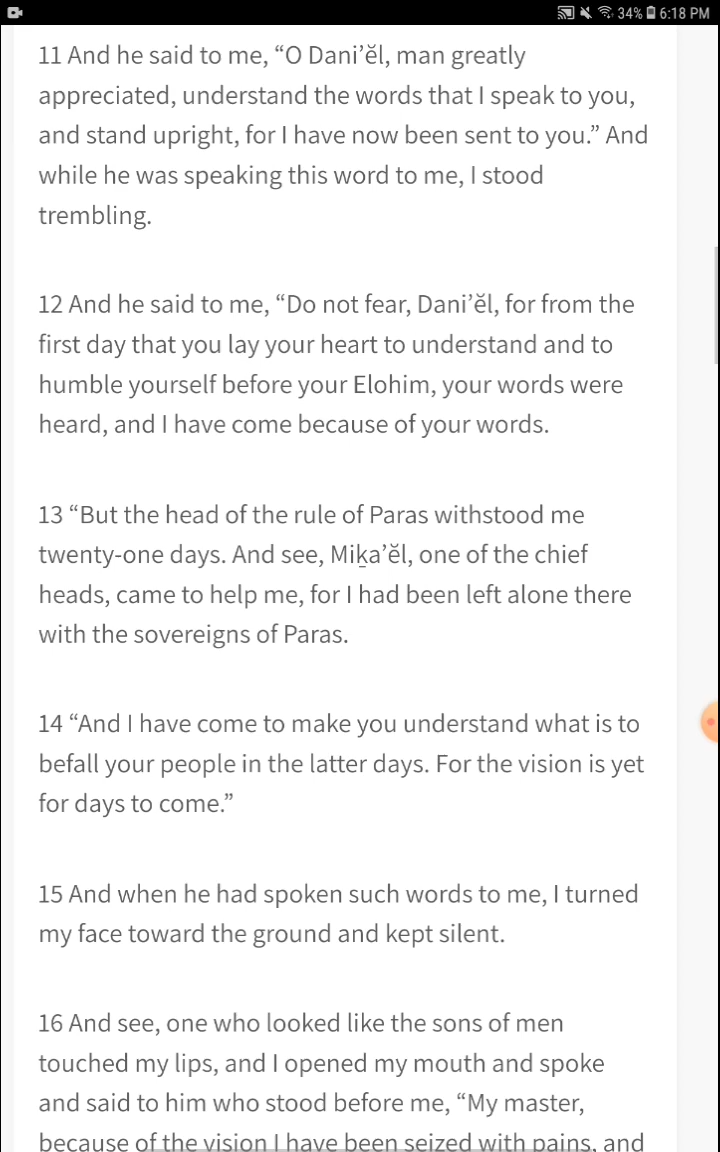 34% 6:18 PM
11 And he said to me, “O Dani’ĕl, man greatly
appreciated, understand the words that I speak to you,
and stand upright, for I have now been sent to you.” And
while he was speaking this word to me, I stood
trembling.
12 And he said to me, “Do not fear, Dani’ĕl, for from the
first day that you lay your heart to understand and to
humble yourself before your Elohim, your words were
heard, and I have come because of your words.
13 “But the head of the rule of Paras withstood me
twenty-one days. And see, Miḵa’ĕl, one of the chief
heads, came to help me, for I had been left alone there
with the sovereigns of Paras.
14 “And I have come to make you understand what is to
befall your people in the latter days. For the vision is yet
for days to come.”
15 And when he had spoken such words to me, I turned
my face toward the ground and kept silent.
16 And see, one who looked like the sons of men
touched my lips, and I opened my mouth and spoke
and said to him who stood before me, “My master,
because of the vision I have been seized with pains, and